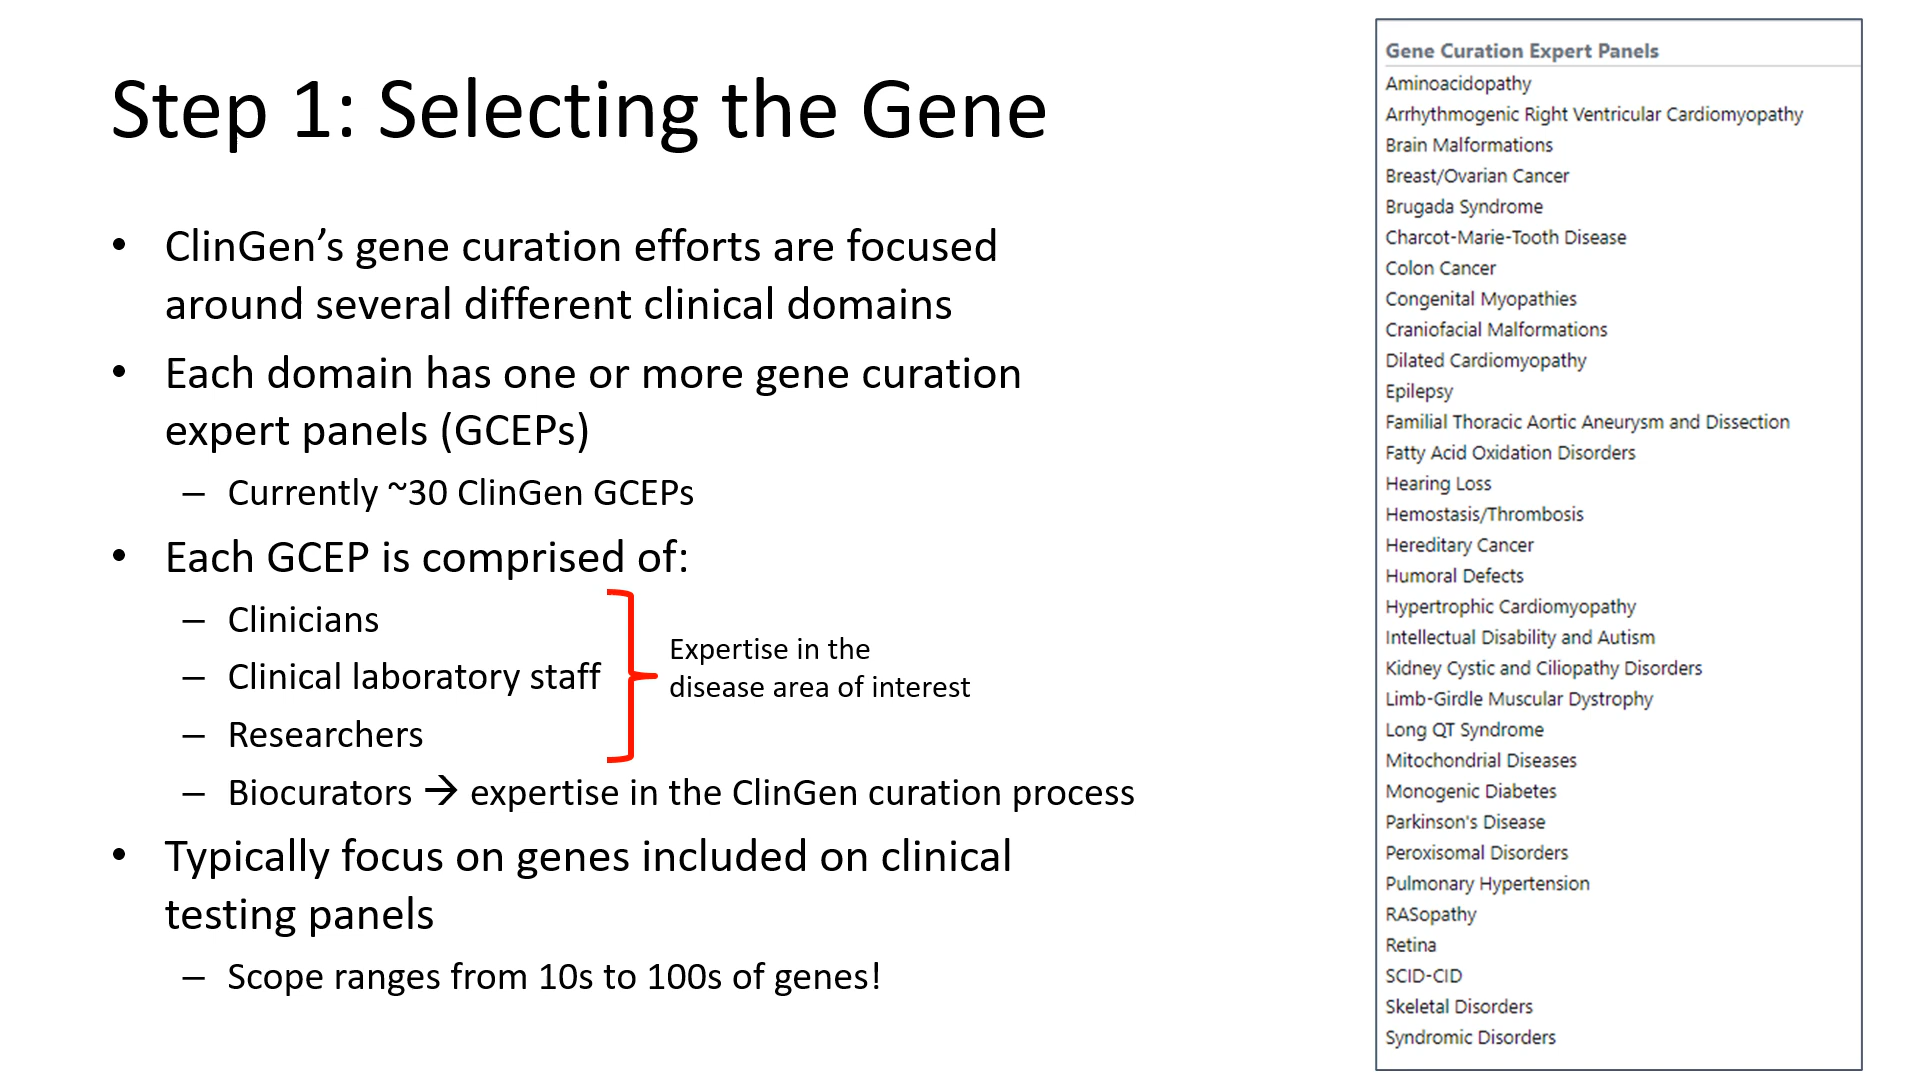 Step 1: Selecting the Gene
• ClinGen’s gene curation efforts are focused
around several different clinical domains
• Each domain has one or more gene curation
expert panels (GCEPs)
– Currently ~30 ClinGen GCEPs
• Each GCEP is comprised of:
– Clinicians
– Clinical laboratory staff
– Researchers
Expertise in the
disease area of interest
– Biocurators → expertise in the ClinGen curation process
• Typically focus on genes included on clinical
testing panels
– Scope ranges from 10s to 100s of genes!
Gene Curation Expert Panels
Aminoacidopathy
Arrhythmogenic Right Ventricular Cardiomyopathy
Brain Malformations
Breast/Ovarian Cancer
Brugada Syndrome
Charcot-Marie-Tooth Disease
Colon Cancer
Congenital Myopathies
Craniofacial Malformations
Dilated Cardiomyopathy
Epilepsy
Familial Thoracic Aortic Aneurysm and Dissection
Fatty Acid Oxidation Disorders
Hearing Loss
Hemostasis/Thrombosis
Hereditary Cancer
Humoral Defects
Hypertrophic Cardiomyopathy
Intellectual Disability and Autism
Kidney Cystic and Ciliopathy Disorders
Limb-Girdle Muscular Dystrophy
Long QT Syndrome
Mitochondrial Diseases
Monogenic Diabetes
Parkinson's Disease
Peroxisomal Disorders
Pulmonary Hypertension
RASopathy
Retina
SCID-CID
Skeletal Disorders
Syndromic Disorders